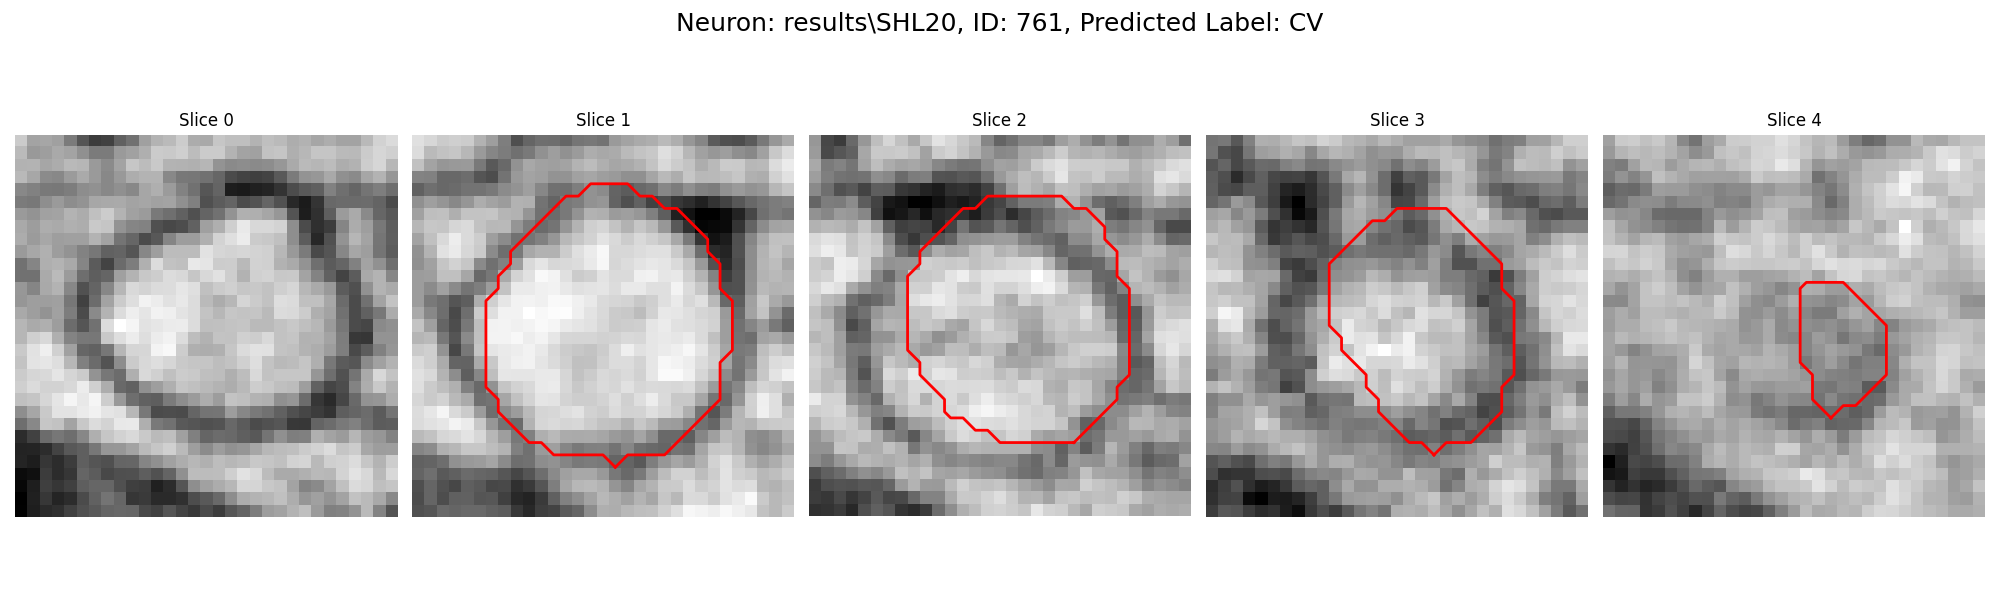 Neuron: results\SHL20, ID: 761, Predicted Label: CV
Slice 0
Slice 1
Slice 2
Slice 3
Slice 4